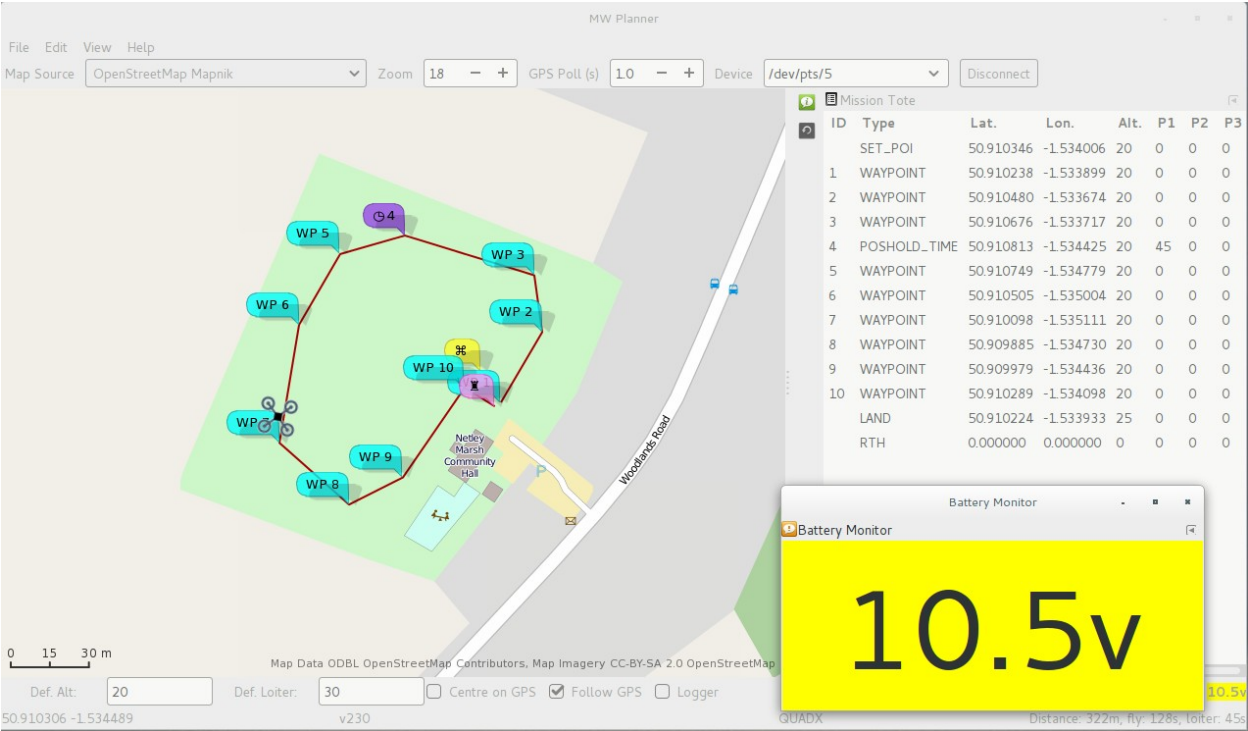 MW Planner
File Edit View Help
Map Source OpenStreetMap Mapnik Zoom 18 - + GPS Poll (s) 1.0 - + Device /dev/pts/5 Disconnect
Mission Tote
ID Type Lat. Lon. Alt. P1 P2 P3
SET_POI 50.910346 -1.534006 20 0 0 0
1 WAYPOINT 50.910238 -1.533899 20 0 0 0
2 WAYPOINT 50.910480 -1.533674 20 0 0 0
3 WAYPOINT 50.910676 -1.533717 20 0 0 0
4 POSHOLD_TIME 50.910813 -1.534425 20 45 0 0
5 WAYPOINT 50.910749 -1.534779 20 0 0 0
6 WAYPOINT 50.910505 -1.535004 20 0 0 0
7 WAYPOINT 50.910098 -1.535111 20 0 0 0
8 WAYPOINT 50.909885 -1.534730 20 0 0 0
9 WAYPOINT 50.909979 -1.534436 20 0 0 0
10 WAYPOINT 50.910289 -1.534098 20 0 0 0
LAND 50.910224 -1.533933 25 0 0 0
RTH 0.000000 0.000000 0 0 0 0
4
WP 5
WP 3
WP 6
WP 2
WP 10
WP
WP 9
WP 8
Netley
Marsh
Community
Hall
P
Woodlands Road
Battery Monitor
Battery Monitor
10.5v
0 15 30 m
Map Data ODBL OpenStreetMap Contributors, Map Imagery CC-BY-SA 2.0 OpenStreetMap
Def. Alt: 20 Def. Loiter: 30 Centre on GPS Follow GPS Logger 10.5v
50.910306 -1.534489 v230 QUADX Distance: 322m, fly: 128s, loiter: 45s